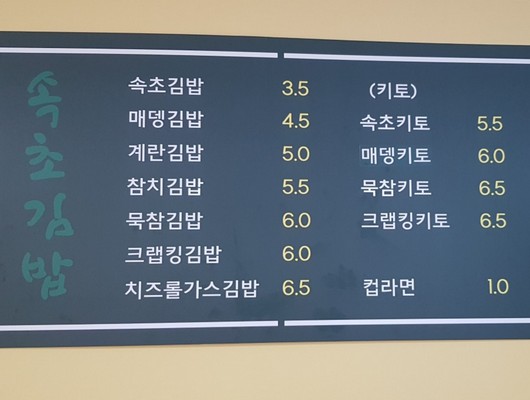 속초김밥
속초김밥 3.5
매뎅김밥 4.5
계란김밥 5.0
참치김밥 5.5
묵참김밥 6.0
크랩킹김밥 6.0
치즈롤가스김밥 6.5
(키토)
속초키토 5.5
매뎅키토 6.0
묵참키토 6.5
크랩킹키토 6.5
컵라면 1.0